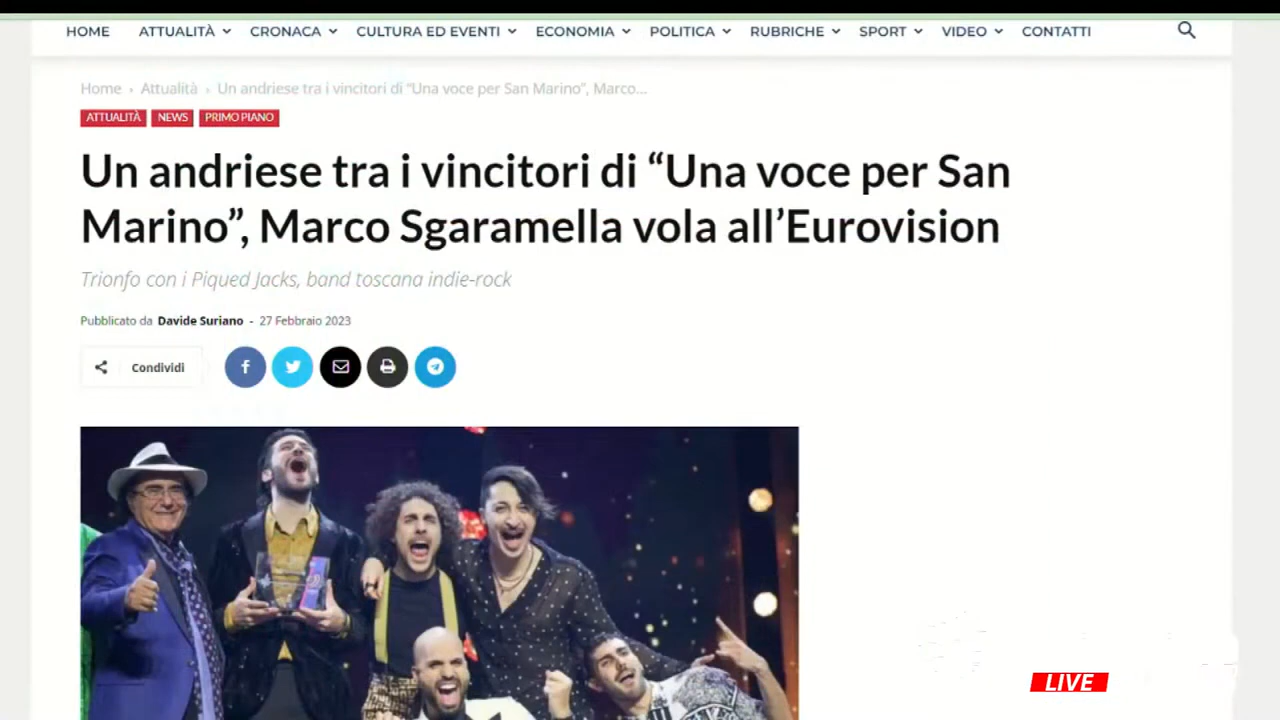 HOME ATTUALITÀ CRONACA CULTURA ED EVENTI ECONOMIA POLITICA RUBRICHE SPORT VIDEO CONTATTI
Home › Attualità › Un andriese tra i vincitori di “Una voce per San Marino”, Marco...
ATTUALITÀ NEWS PRIMO PIANO
Un andriese tra i vincitori di “Una voce per San
Marino”, Marco Sgaramella vola all’Eurovision
Trionfo con i Piqued Jacks, band toscana indie-rock
Pubblicato da Davide Suriano - 27 Febbraio 2023
Condividi
LIVE